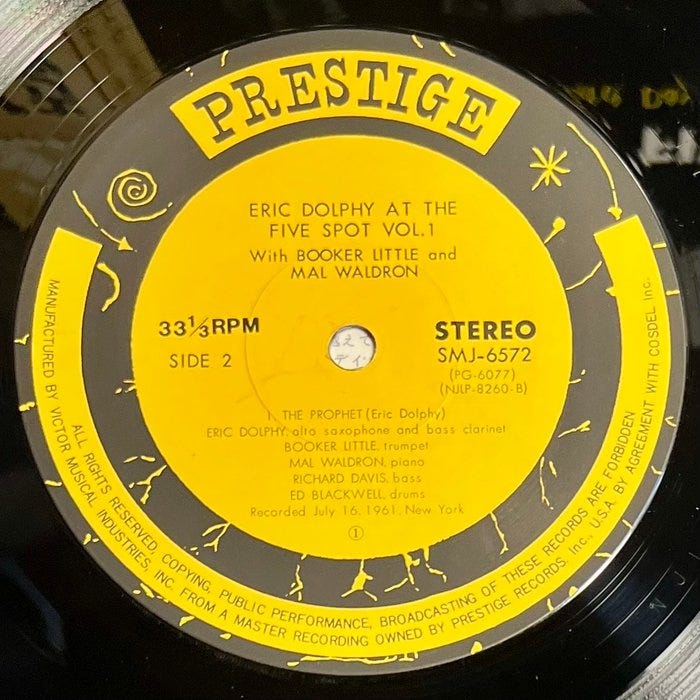 PRESTIGE
ERIC DOLPHY AT THE
FIVE SPOT VOL.1
With BOOKER LITTLE and
MAL WALDRON
33⅓RPM
SIDE 2
STEREO
SMJ-6572
(PG-6077)
(NJLP-8260-B)
1. THE PROPHET (Eric Dolphy)
ERIC DOLPHY, alto saxophone and bass clarinet
BOOKER LITTLE, trumpet
MAL WALDRON, piano
RICHARD DAVIS, bass
ED BLACKWELL, drums
Recorded July 16, 1961, New York
①
MANUFACTURED BY VICTOR MUSICAL INDUSTRIES, INC. FROM A MASTER RECORDING OWNED BY PRESTIGE RECORDS, Inc., U.S.A. BY AGREEMENT WITH COSDEL Inc.
ALL RIGHTS RESERVED, COPYING, PUBLIC PERFORMANCE, BROADCASTING OF THESE RECORDS ARE FORBIDDEN